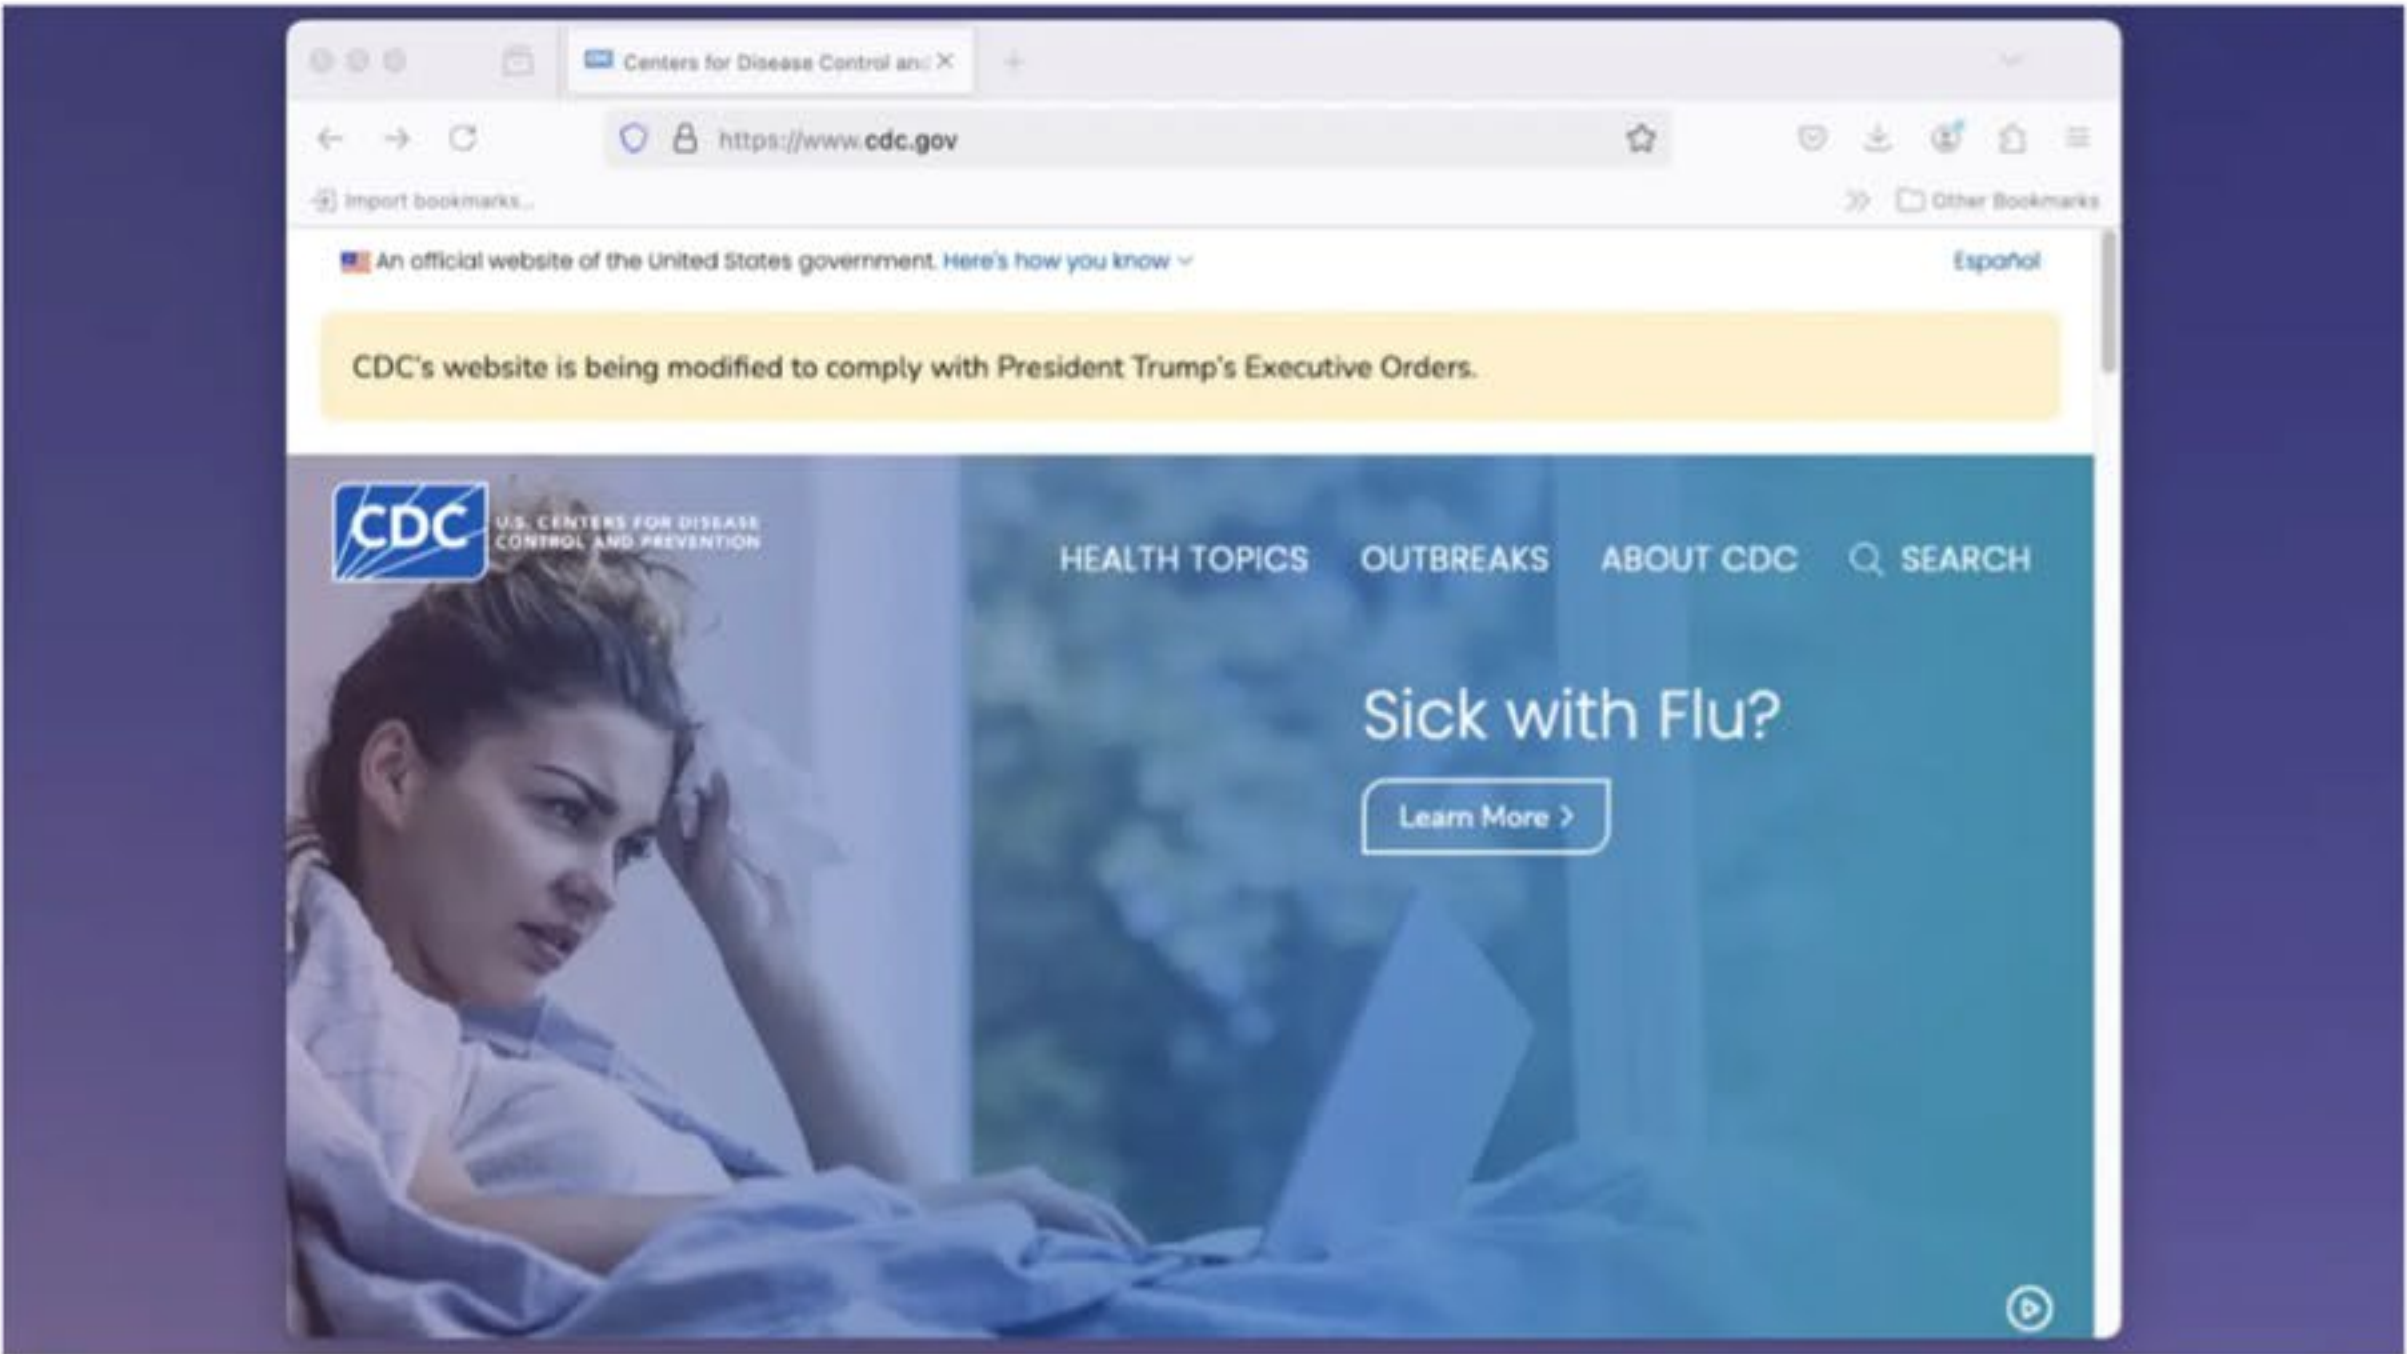 Centers for Disease Control and
https://www.cdc.gov
Import bookmarks...
Other Bookmarks
An official website of the United States government. Here's how you know
Español
CDC's website is being modified to comply with President Trump's Executive Orders.
CDC
U.S. CENTERS FOR DISEASE
CONTROL AND PREVENTION
HEALTH TOPICS
OUTBREAKS
ABOUT CDC
SEARCH
Sick with Flu?
Learn More